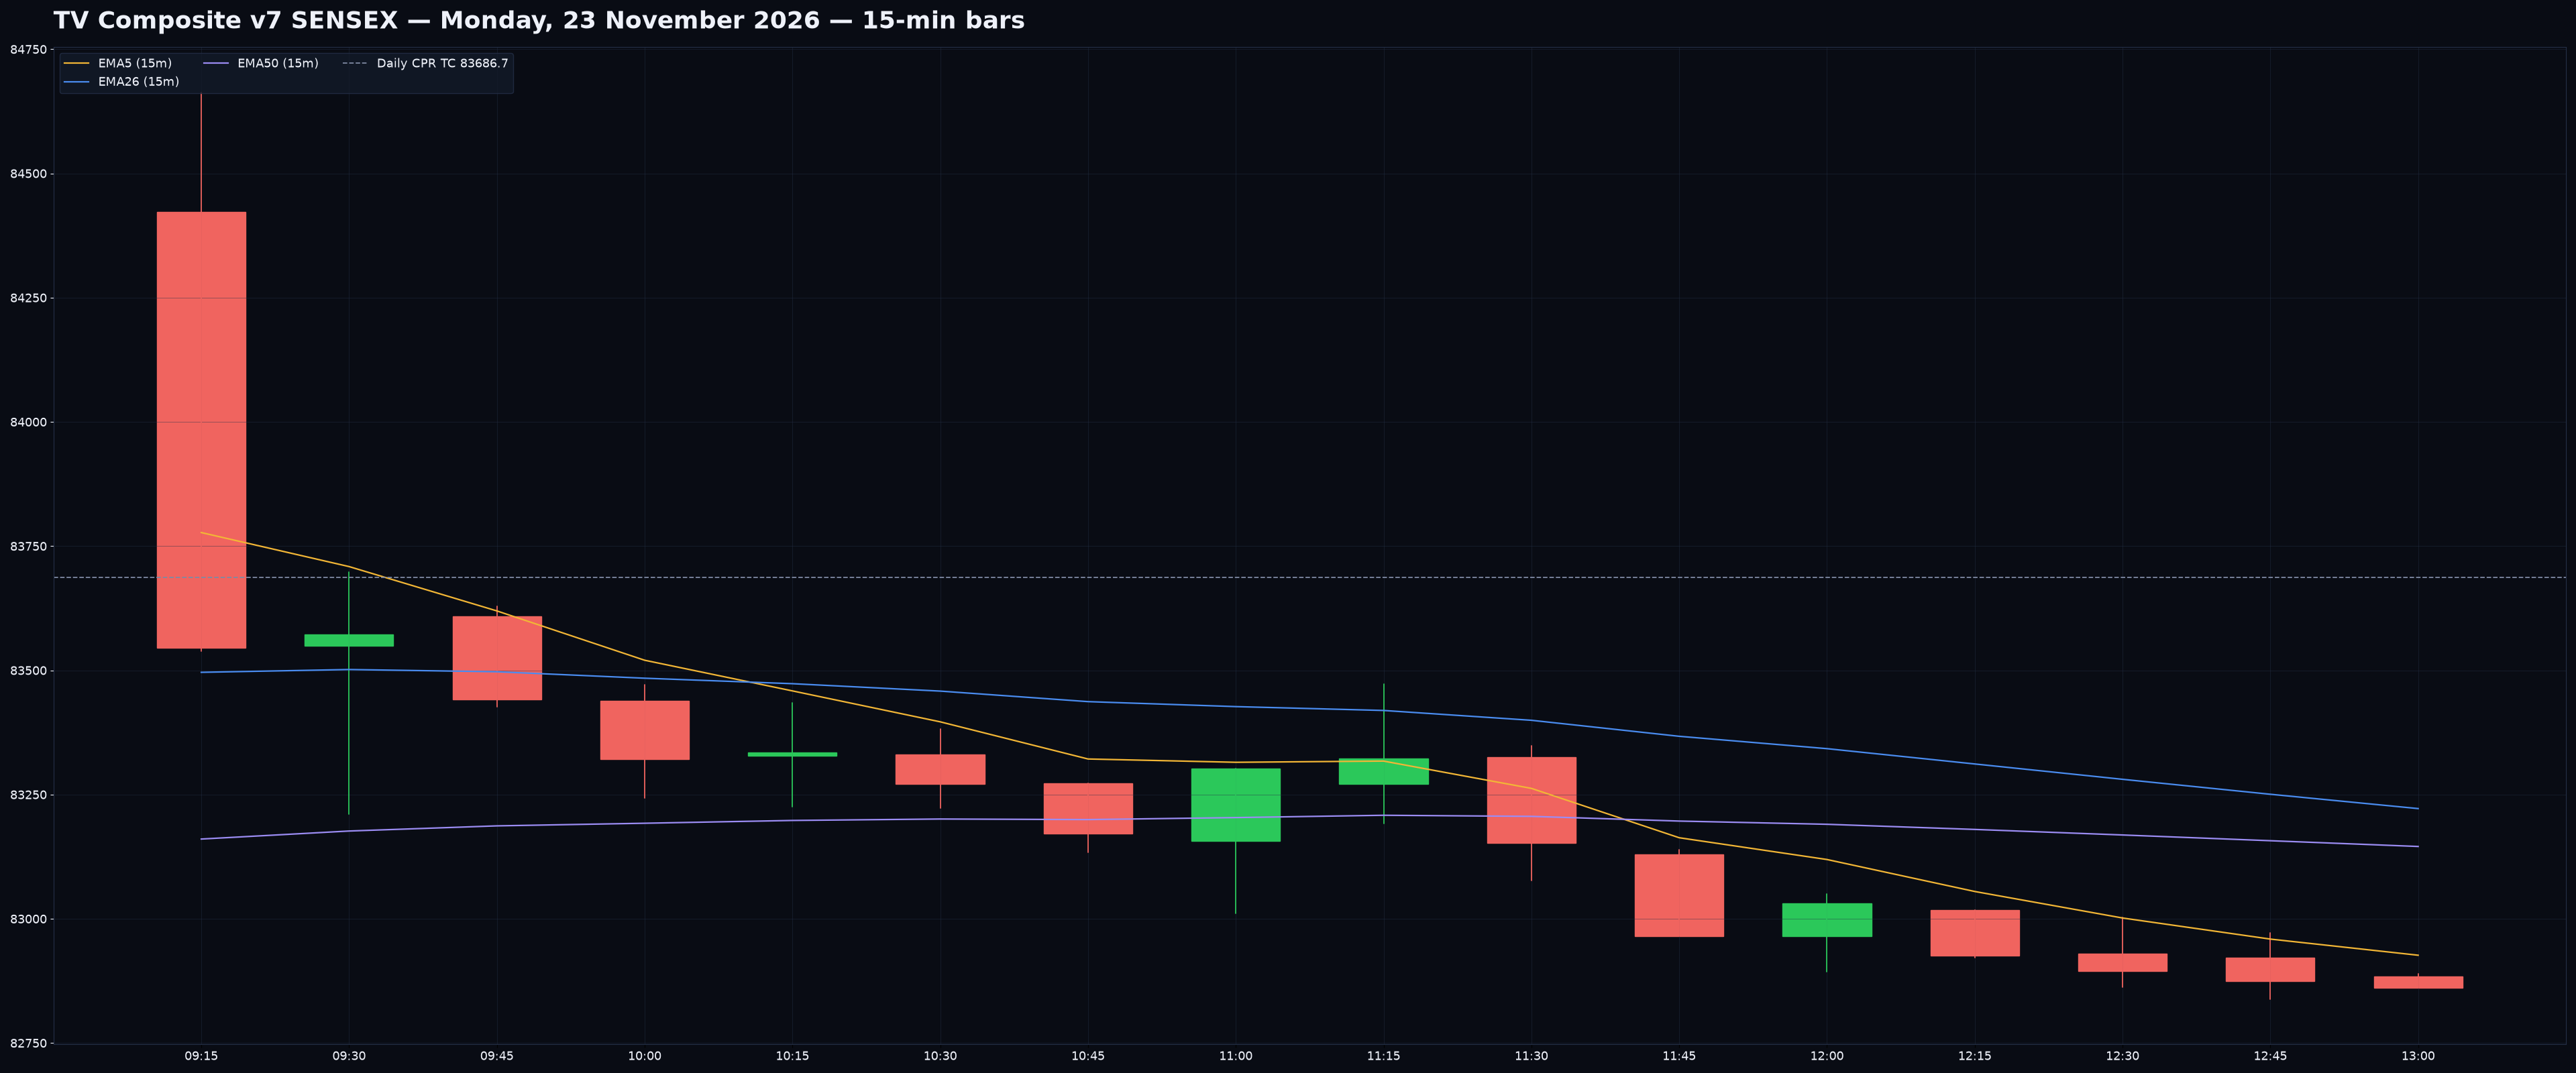 TV Composite v7 SENSEX — Monday, 23 November 2026 — 15-min bars
EMA5 (15m) EMA50 (15m) Daily CPR TC 83686.7
EMA26 (15m)
84750
84500
84250
84000
83750
83500
83250
83000
82750
09:15 09:30 09:45 10:00 10:15 10:30 10:45 11:00 11:15 11:30 11:45 12:00 12:15 12:30 12:45 13:00